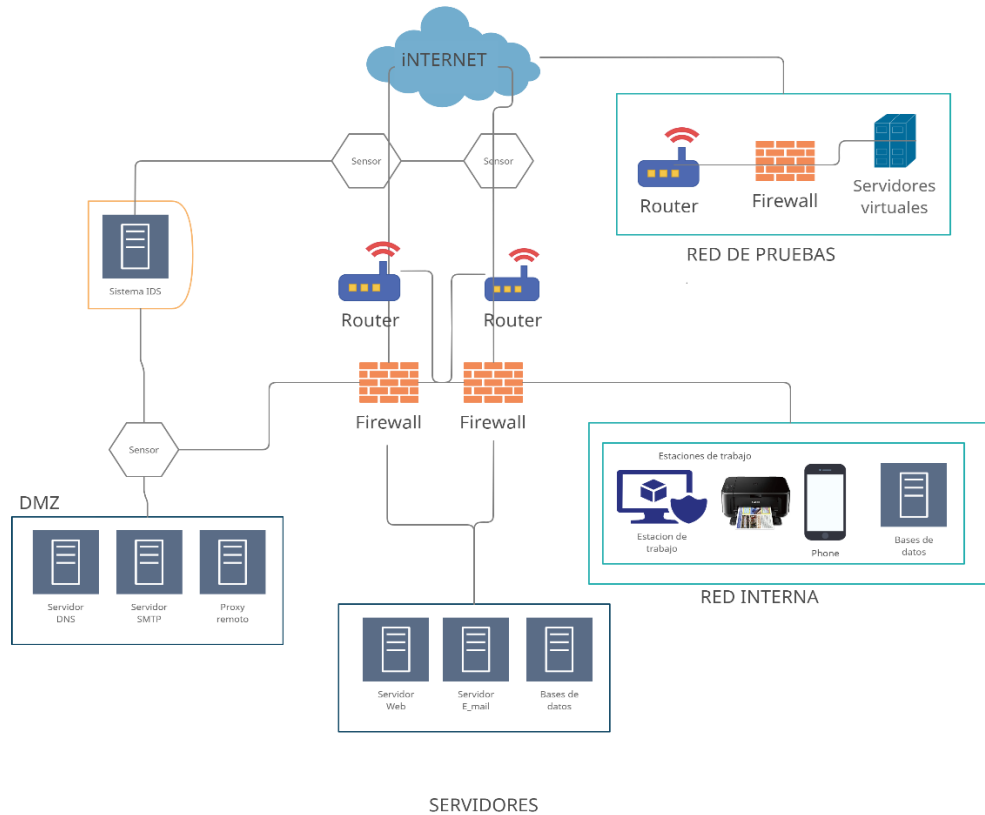 iNTERNET
Sensor
Sensor
Router
Firewall
Servidores
virtuales
RED DE PRUEBAS
Sistema IDS
Router
Router
Firewall
Firewall
Sensor
DMZ
Servidor
DNS
Servidor
SMTP
Proxy
remoto
Estaciones de trabajo
Estacion de
trabajo
Phone
Bases de
datos
RED INTERNA
Servidor
Web
Servidor
E_mail
Bases de
datos
SERVIDORES